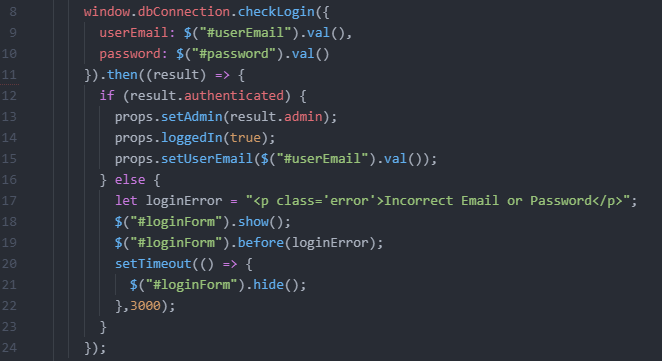 8 window.dbConnection.checkLogin({
9 userEmail: $("#userEmail").val(),
10 password: $("#password").val()
11 }).then((result) => {
12 if (result.authenticated) {
13 props.setAdmin(result.admin);
14 props.loggedIn(true);
15 props.setUserEmail($("#userEmail").val());
16 } else {
17 let loginError = "<p class='error'>Incorrect Email or Password</p>";
18 $("#loginForm").show();
19 $("#loginForm").before(loginError);
20 setTimeout(() => {
21 $("#loginForm").hide();
22 },3000);
23 }
24 });